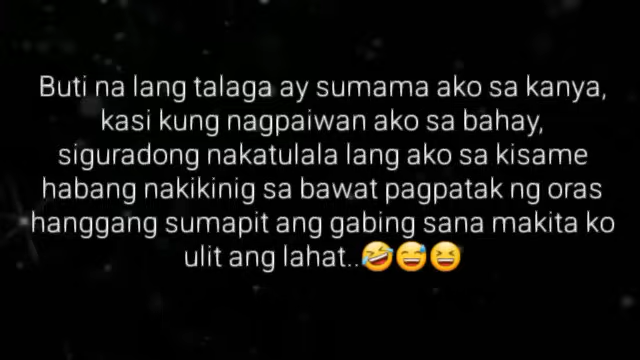 Buti na lang talaga ay sumama ako sa kanya,
kasi kung nagpaiwan ako sa bahay,
siguradong nakatulala lang ako sa kisame
habang nakikinig sa bawat pagpatak ng oras
hanggang sumapit ang gabing sana makita ko
ulit ang lahat..🤣😅😆